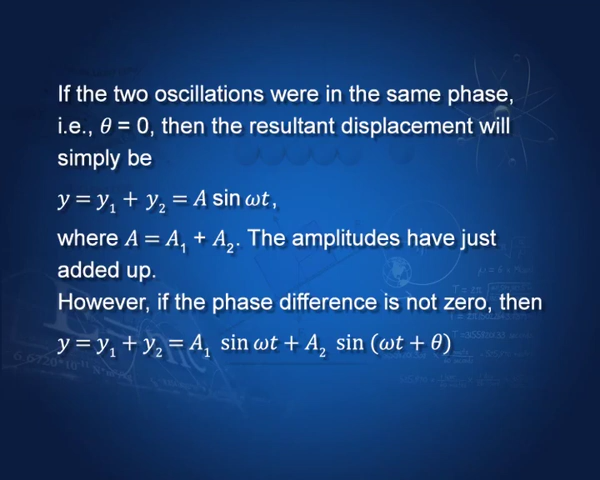 If the two oscillations were in the same phase,
i.e., θ = 0, then the resultant displacement will
simply be
y = y₁ + y₂ = A sin ωt,
where A = A₁ + A₂. The amplitudes have just
added up.
However, if the phase difference is not zero, then
y = y₁ + y₂ = A₁ sin ωt + A₂ sin (ωt + θ)